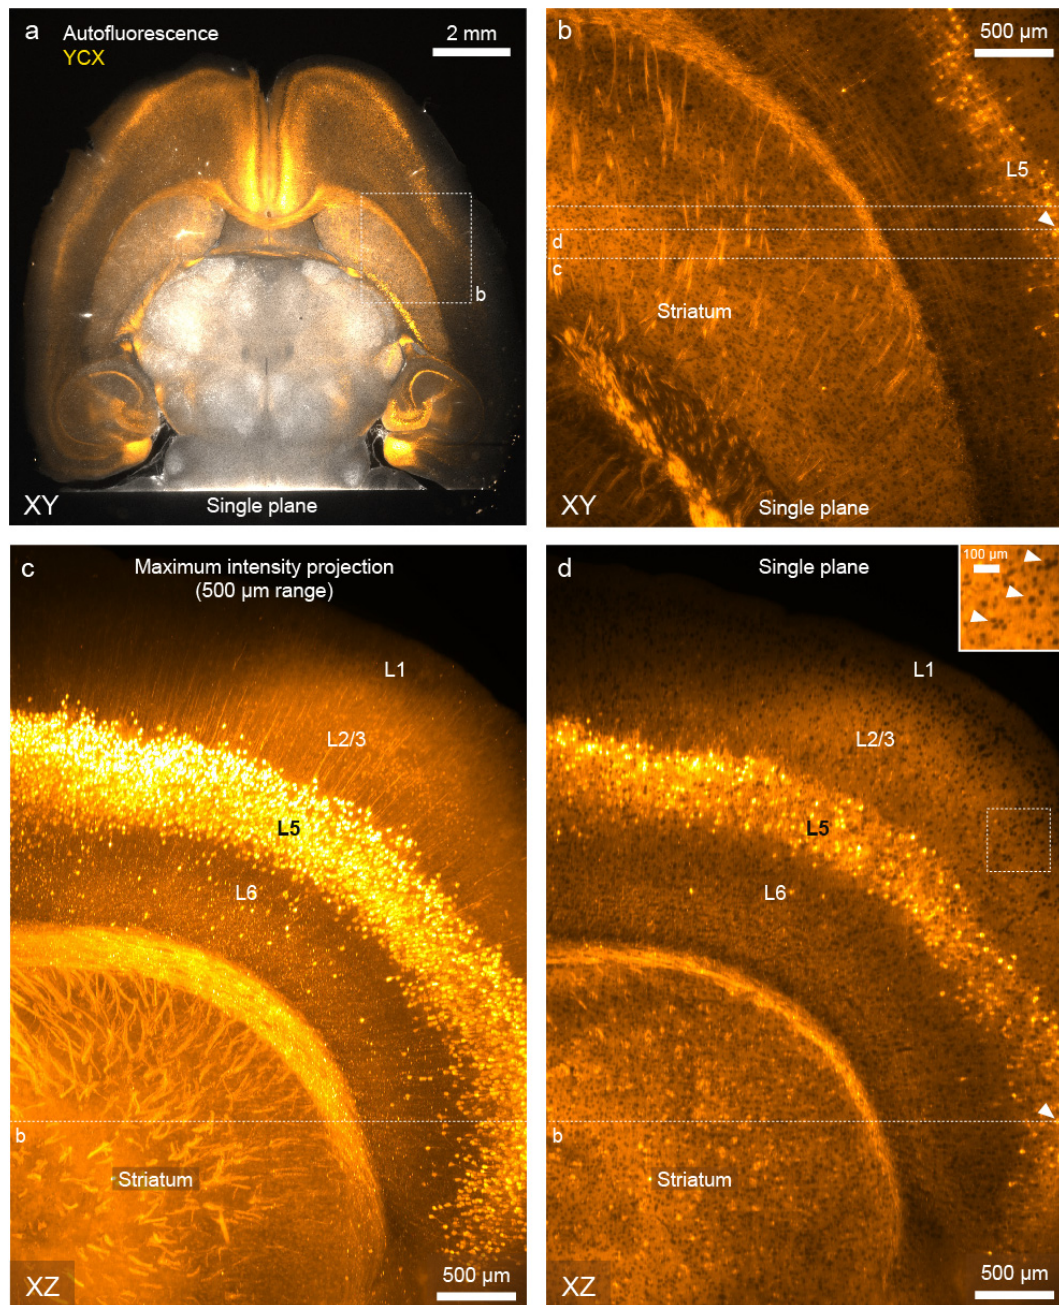 a
Autofluorescence
YCX
2 mm
b
XY
Single plane
b
500 µm
L5
d
c
Striatum
XY
Single plane
c
Maximum intensity projection
(500 µm range)
L1
L2/3
L5
L6
b
Striatum
XZ
500 µm
d
Single plane
100 µm
L1
L2/3
L5
L6
b
Striatum
XZ
500 µm